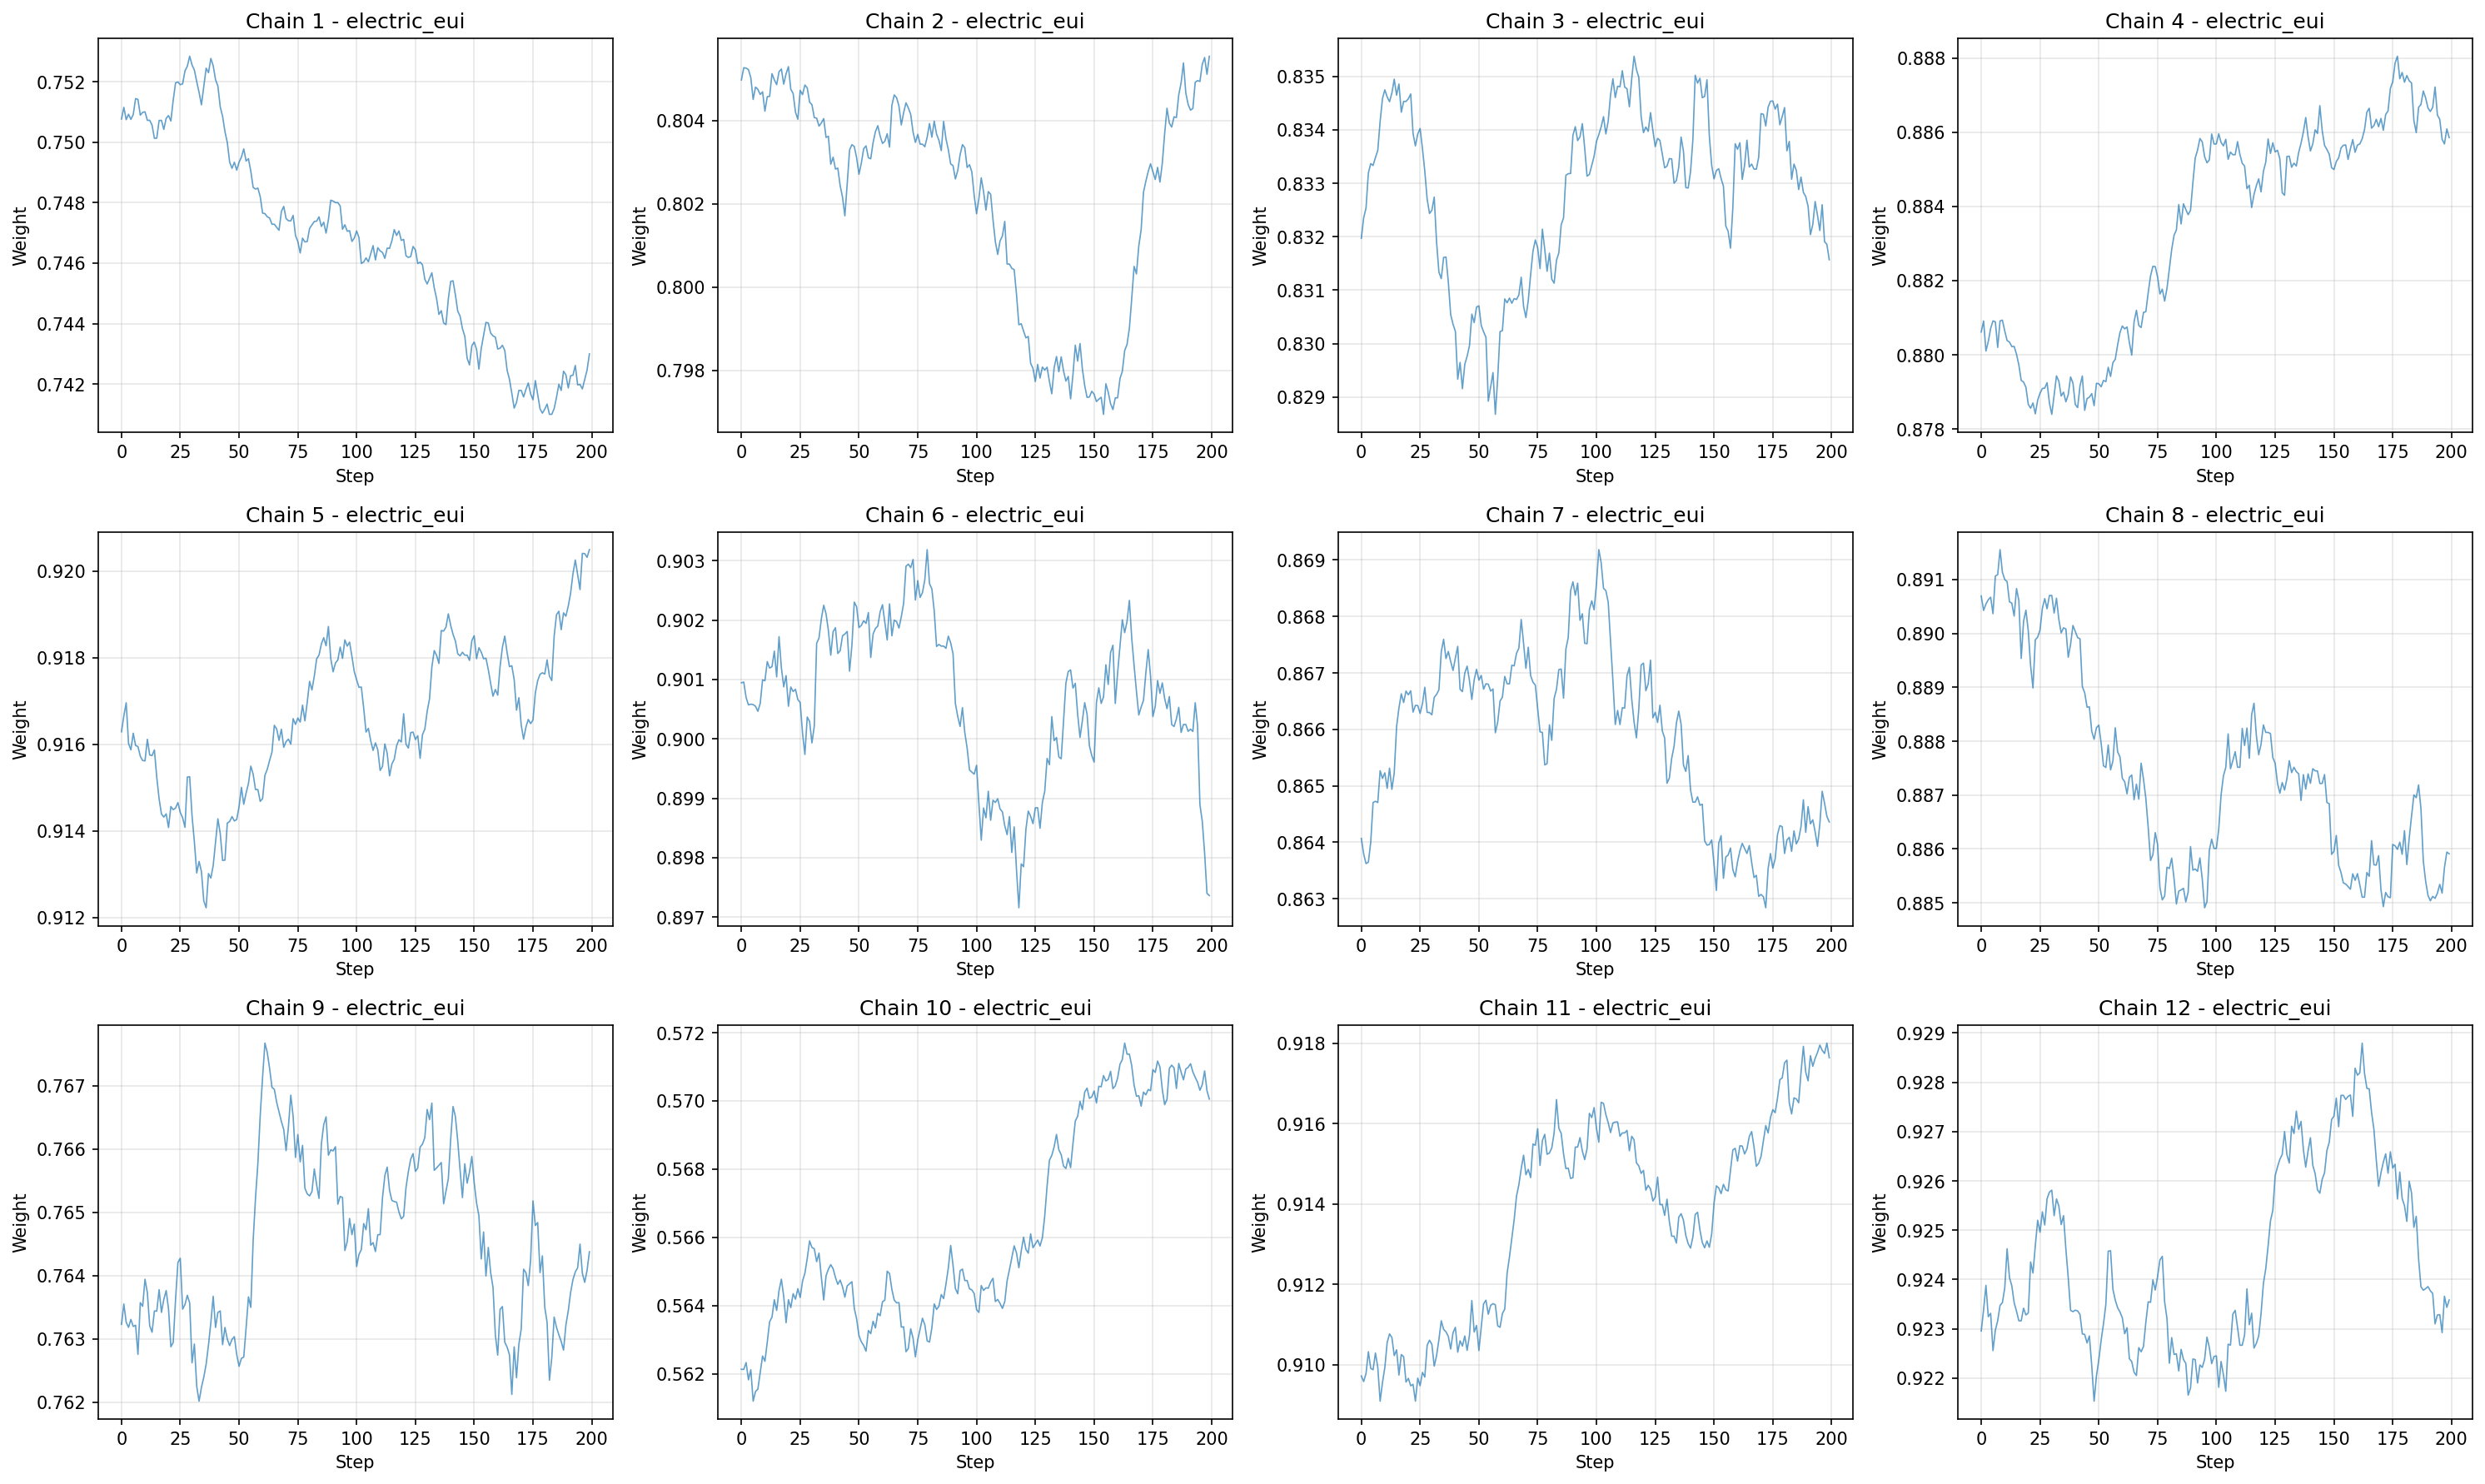 Chain 1 - electric_eui
0.752
0.750
0.748
0.746
0.744
0.742
Weight
0 25 50 75 100 125 150 175 200
Step
Chain 2 - electric_eui
0.804
0.802
0.800
0.798
Weight
0 25 50 75 100 125 150 175 200
Step
Chain 3 - electric_eui
0.835
0.834
0.833
0.832
0.831
0.830
0.829
Weight
0 25 50 75 100 125 150 175 200
Step
Chain 4 - electric_eui
0.888
0.886
0.884
0.882
0.880
0.878
Weight
0 25 50 75 100 125 150 175 200
Step
Chain 5 - electric_eui
0.920
0.918
0.916
0.914
0.912
Weight
0 25 50 75 100 125 150 175 200
Step
Chain 6 - electric_eui
0.903
0.902
0.901
0.900
0.899
0.898
0.897
Weight
0 25 50 75 100 125 150 175 200
Step
Chain 7 - electric_eui
0.869
0.868
0.867
0.866
0.865
0.864
0.863
Weight
0 25 50 75 100 125 150 175 200
Step
Chain 8 - electric_eui
0.891
0.890
0.889
0.888
0.887
0.886
0.885
Weight
0 25 50 75 100 125 150 175 200
Step
Chain 9 - electric_eui
0.767
0.766
0.765
0.764
0.763
0.762
Weight
0 25 50 75 100 125 150 175 200
Step
Chain 10 - electric_eui
0.572
0.570
0.568
0.566
0.564
0.562
Weight
0 25 50 75 100 125 150 175 200
Step
Chain 11 - electric_eui
0.918
0.916
0.914
0.912
0.910
Weight
0 25 50 75 100 125 150 175 200
Step
Chain 12 - electric_eui
0.929
0.928
0.927
0.926
0.925
0.924
0.923
0.922
Weight
0 25 50 75 100 125 150 175 200
Step